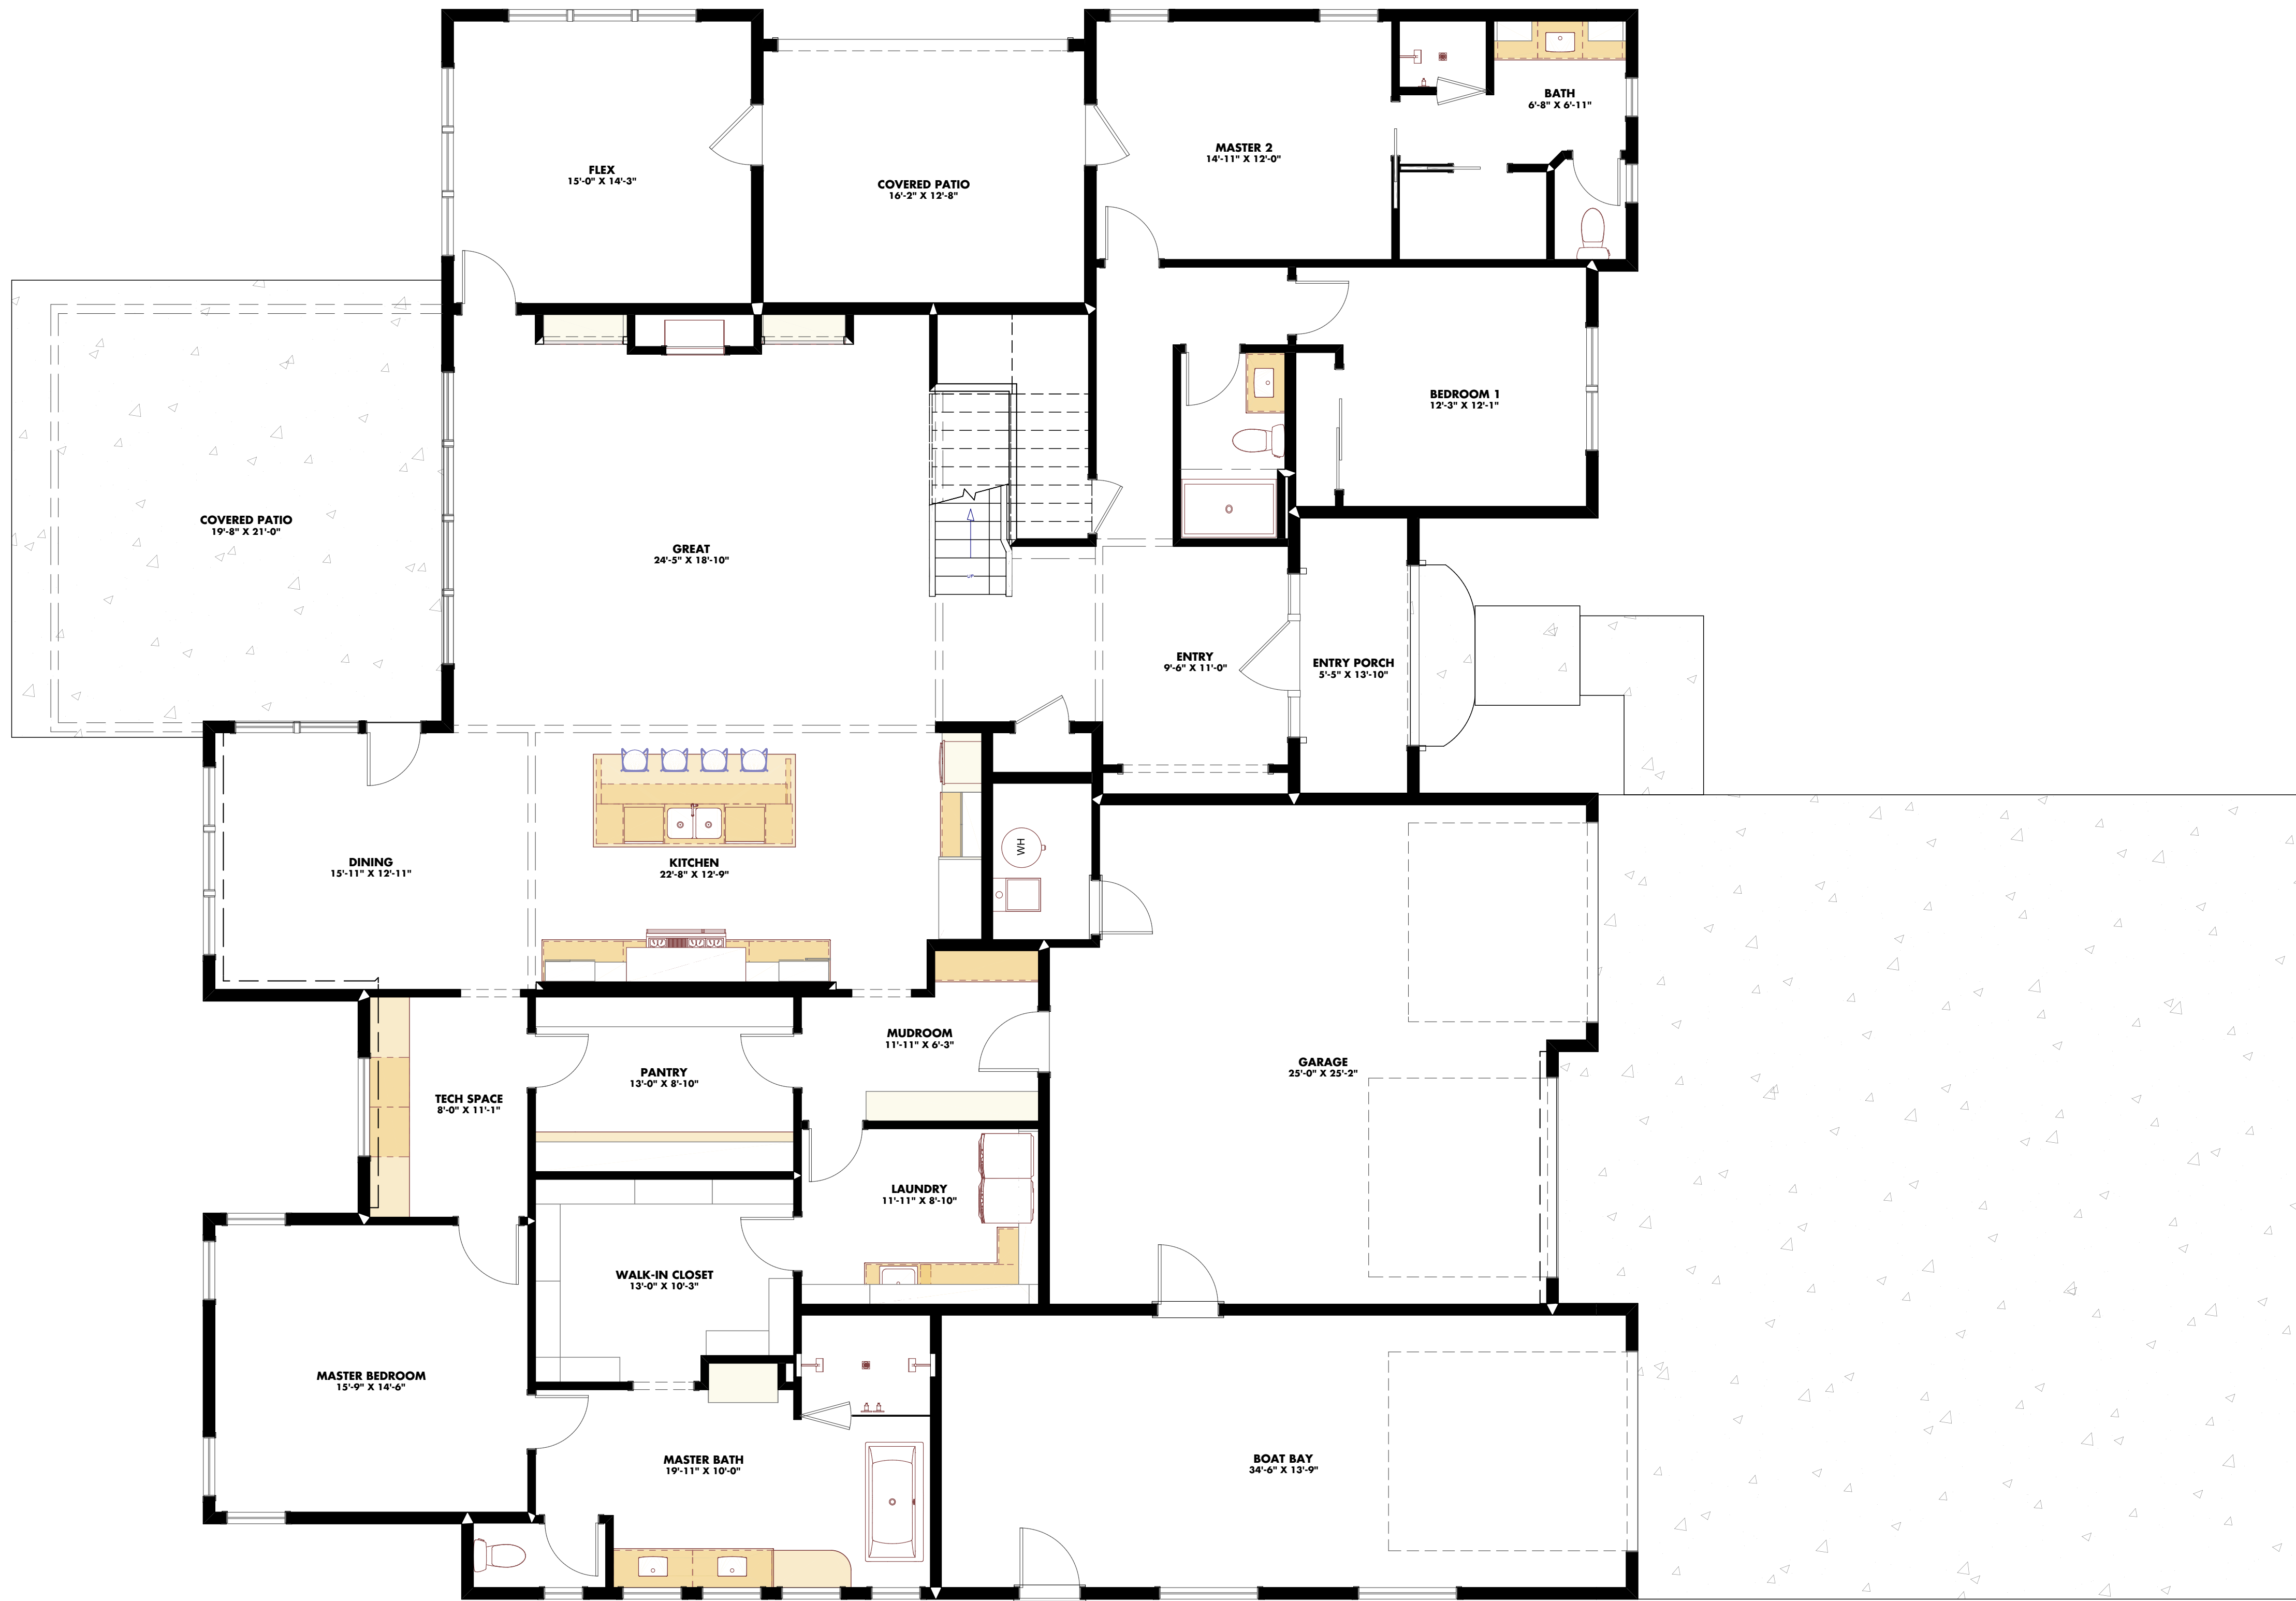 BATH
6'-8" X 6'-11"
MASTER 2
14'-11" X 12'-0"
FLEX
15'-0" X 14'-3"
COVERED PATIO
16'-2" X 12'-8"
BEDROOM 1
12'-3" X 12'-1"
COVERED PATIO
19'-8" X 21'-0"
GREAT
24'-5" X 18'-10"
UP
ENTRY
9'-6" X 11'-0"
ENTRY PORCH
5'-5" X 13'-10"
WH
DINING
15'-11" X 12'-11"
KITCHEN
22'-8" X 12'-9"
MUDROOM
11'-11" X 6'-3"
GARAGE
25'-0" X 25'-2"
PANTRY
13'-0" X 8'-10"
TECH SPACE
8'-0" X 11'-1"
LAUNDRY
11'-11" X 8'-10"
WALK-IN CLOSET
13'-0" X 10'-3"
MASTER BEDROOM
15'-9" X 14'-6"
MASTER BATH
19'-11" X 10'-0"
BOAT BAY
34'-6" X 13'-9"